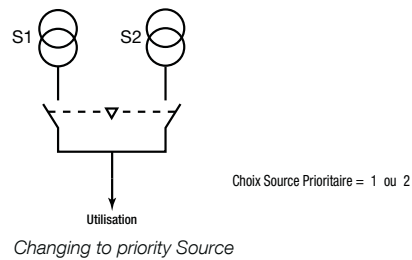 S1 S2
Choix Source Prioritaire = 1 ou 2
Utilisation
Changing to priority Source